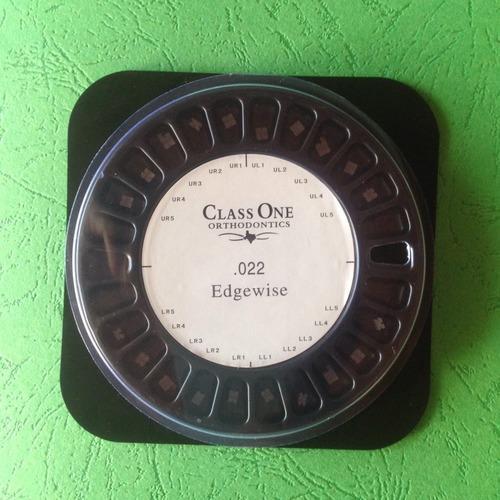 UR5 UR4 UR3 UR2 UR1 UL1 UL2 UL3 UL4 UL5
CLASS ONE
ORTHODONTICS
.022
Edgewise
LR5 LR4 LR3 LR2 LR1 LL1 LL2 LL3 LL4 LL5